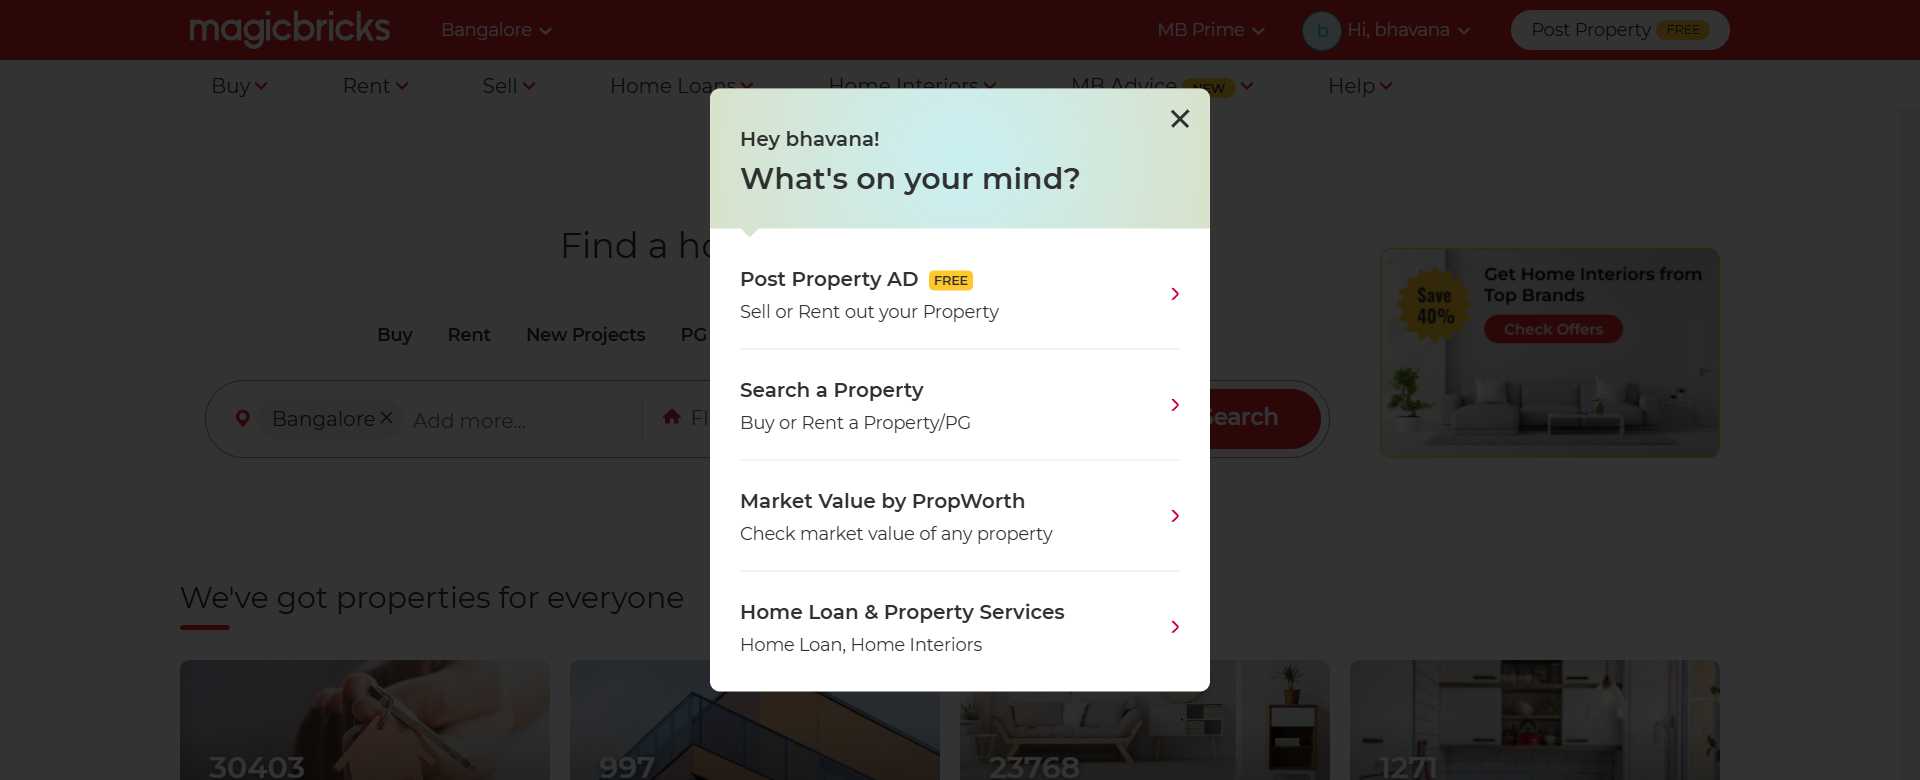 magicbricks
Bangalore
MB Prime
b
Hi, bhavana
Post Property FREE
Buy
Rent
Sell
Home Loans
Home Interiors
MB Advice NEW
Help
Hey bhavana!
What's on your mind?
Post Property AD FREE
Sell or Rent out your Property
Search a Property
Buy or Rent a Property/PG
Market Value by PropWorth
Check market value of any property
Home Loan & Property Services
Home Loan, Home Interiors
Find a
Buy
Rent
New Projects
PG
Bangalore
Add more...
Search
Save
40%
Get Home Interiors from
Top Brands
Check Offers
We've got properties for everyone
30403
997
23768
1271